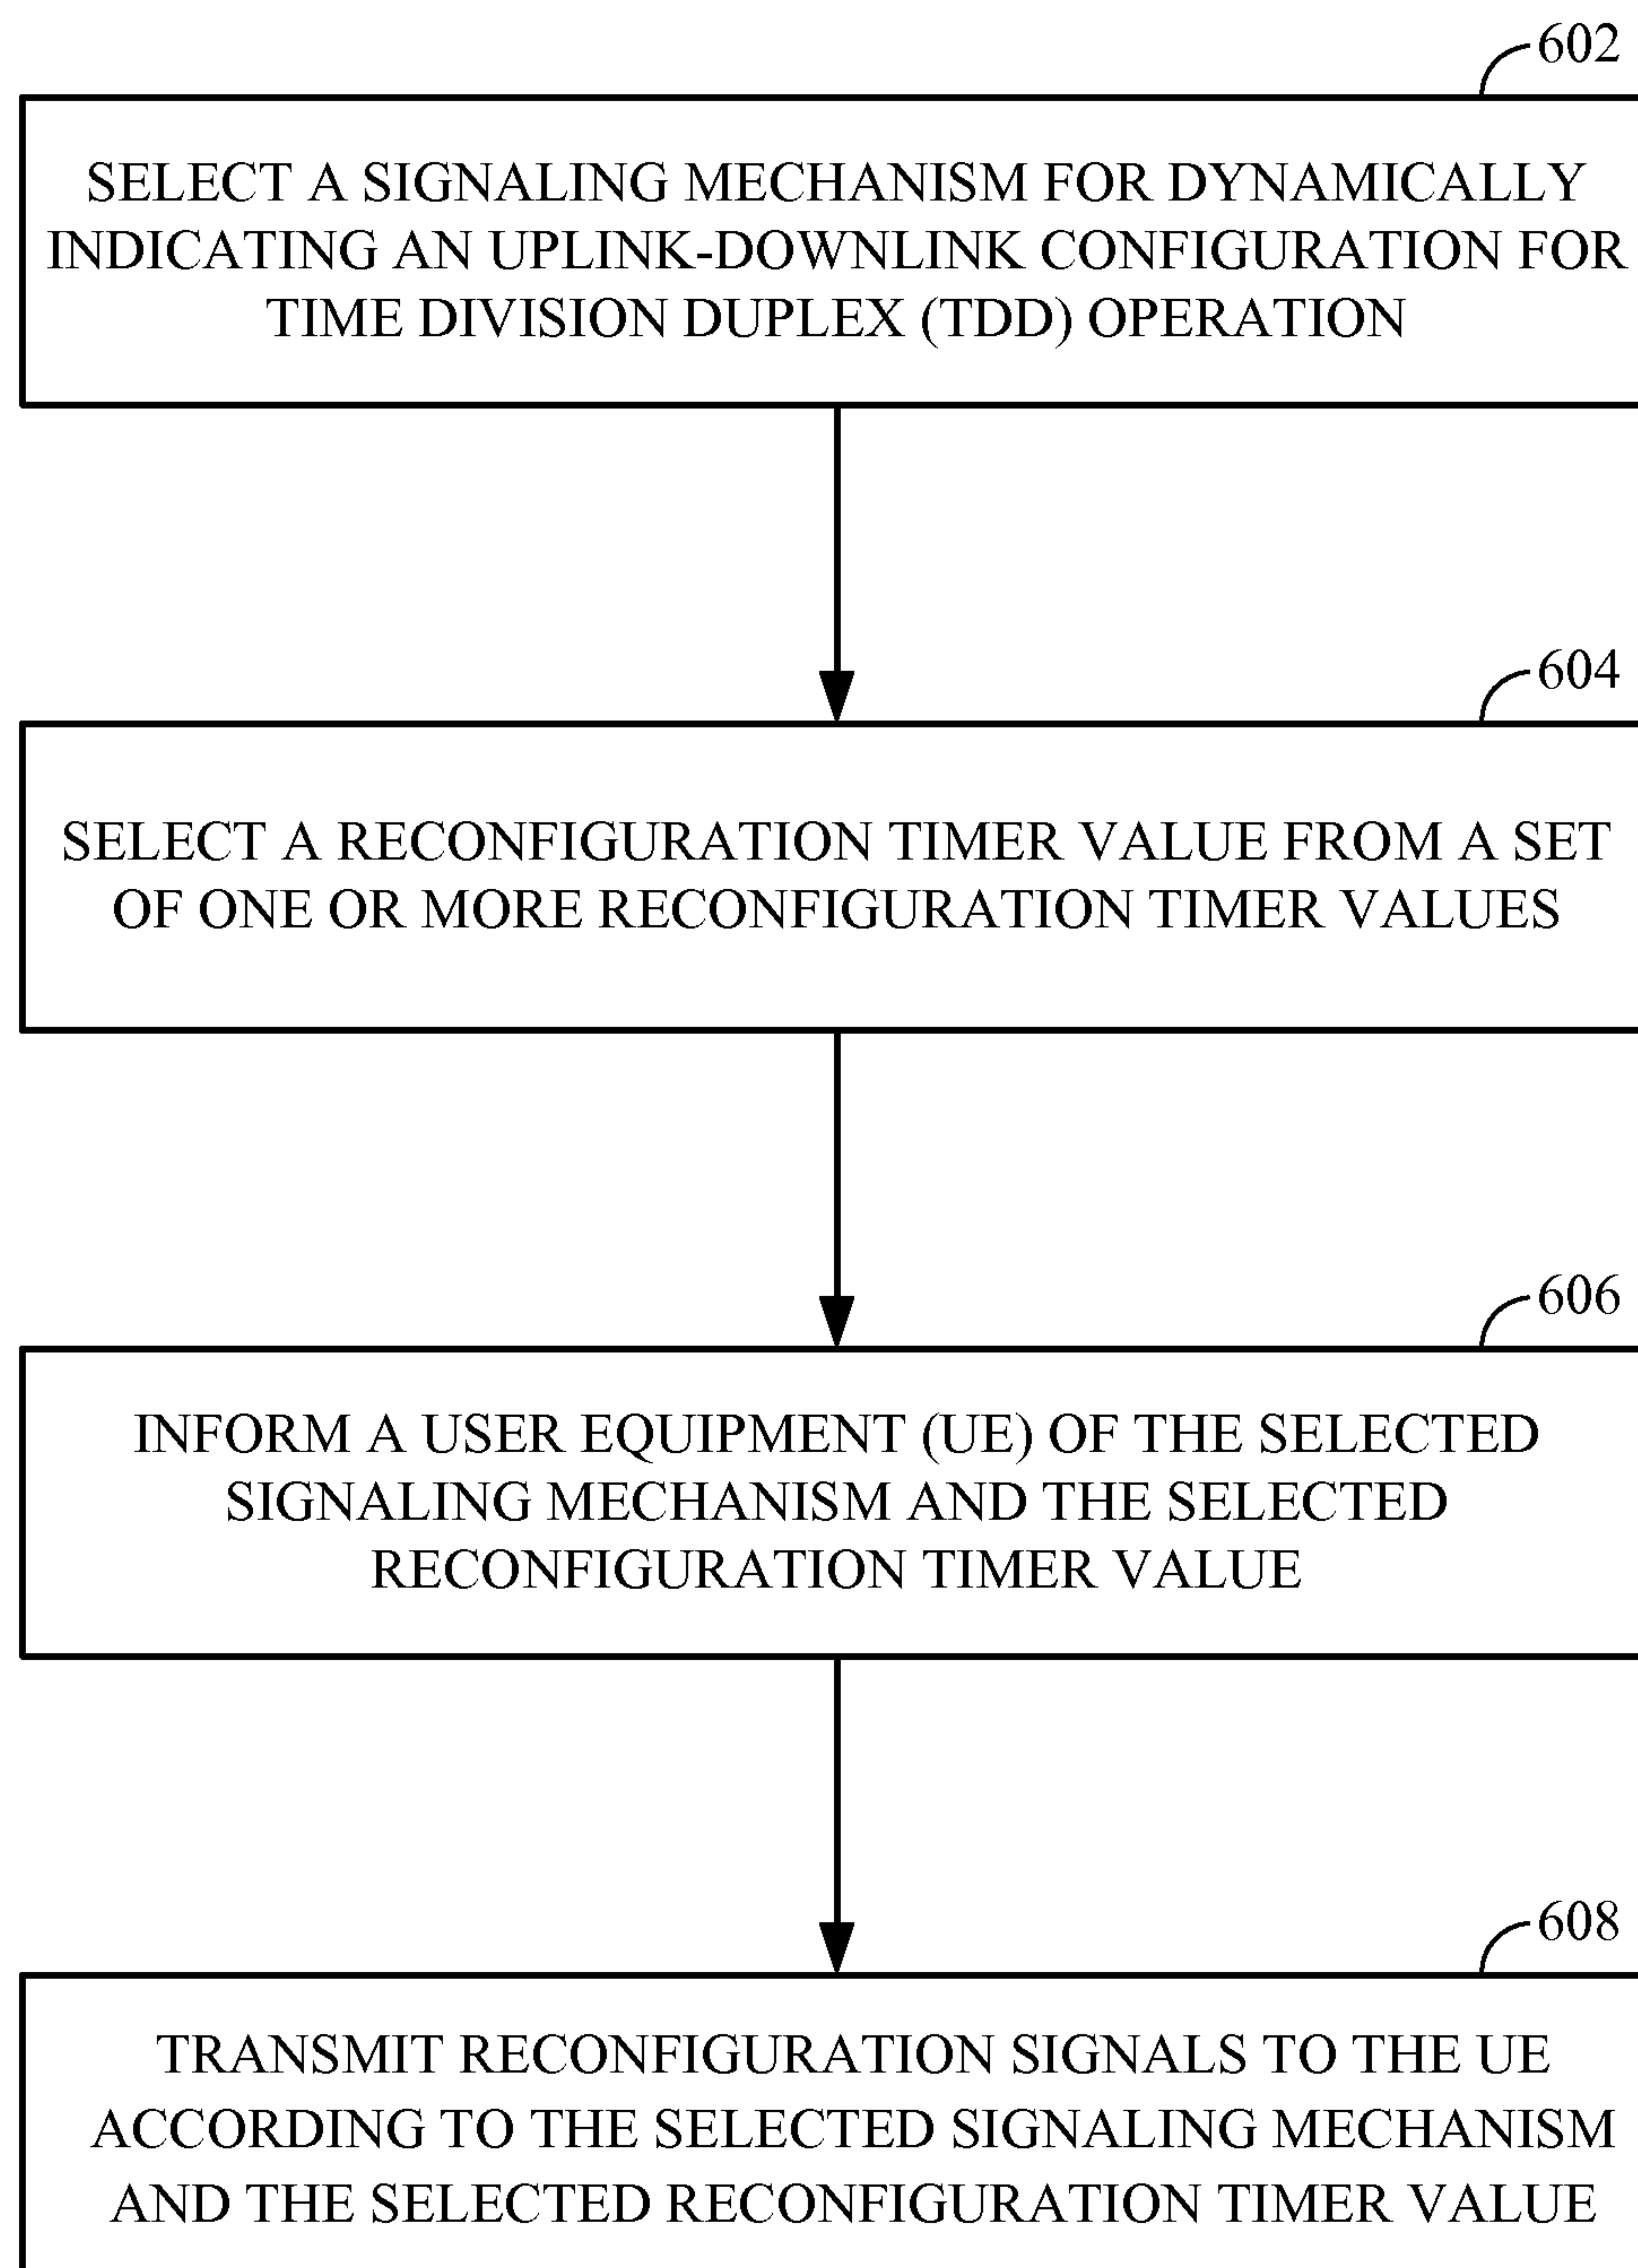 602
SELECT A SIGNALING MECHANISM FOR DYNAMICALLY
INDICATING AN UPLINK-DOWNLINK CONFIGURATION FOR
TIME DIVISION DUPLEX (TDD) OPERATION
604
SELECT A RECONFIGURATION TIMER VALUE FROM A SET
OF ONE OR MORE RECONFIGURATION TIMER VALUES
606
INFORM A USER EQUIPMENT (UE) OF THE SELECTED
SIGNALING MECHANISM AND THE SELECTED
RECONFIGURATION TIMER VALUE
608
TRANSMIT RECONFIGURATION SIGNALS TO THE UE
ACCORDING TO THE SELECTED SIGNALING MECHANISM
AND THE SELECTED RECONFIGURATION TIMER VALUE